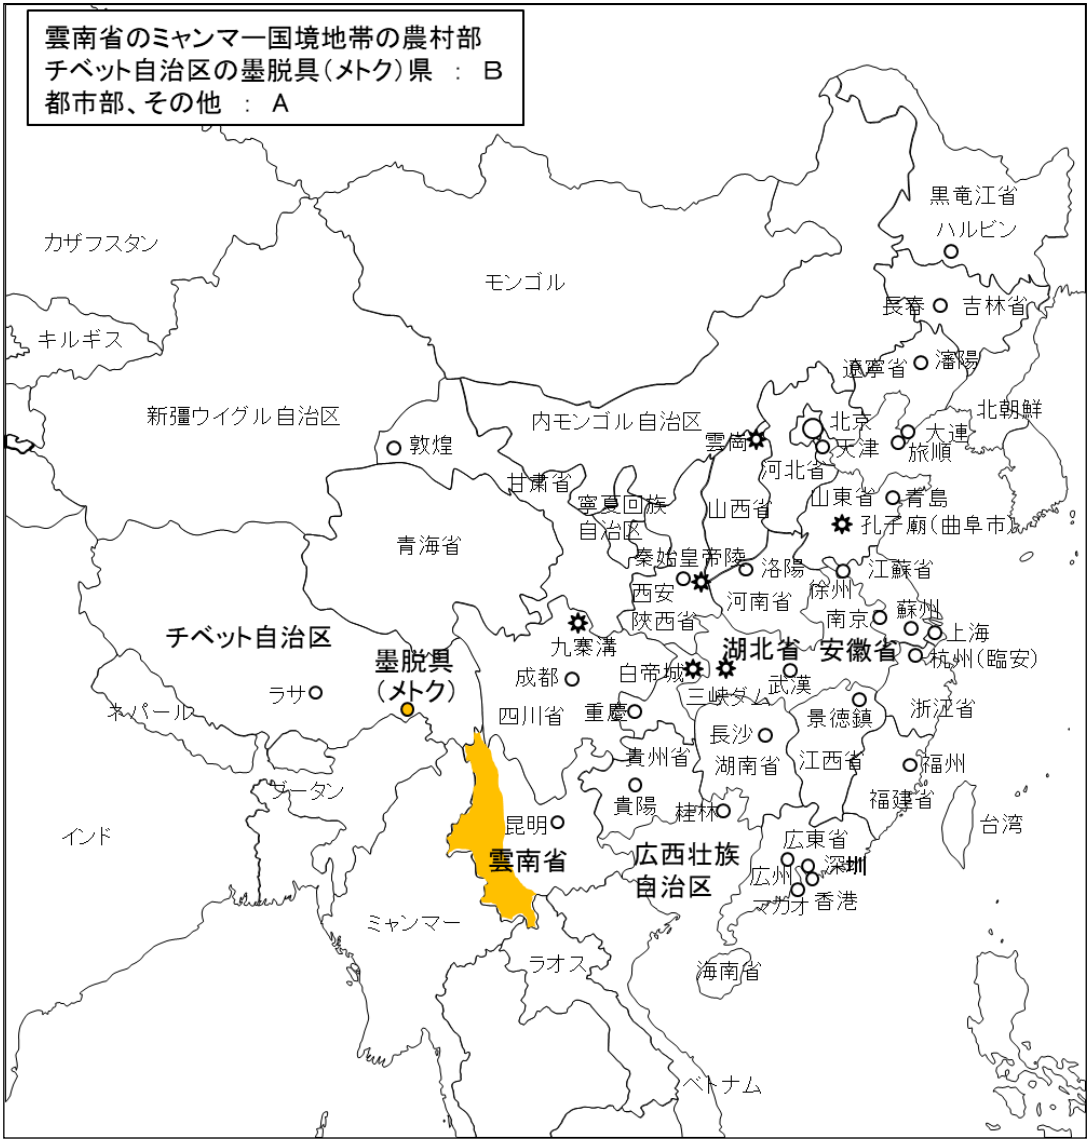 雲南省のミャンマー国境地帯の農村部
チベット自治区の墨脱具(メトク)県 : B
都市部、その他 : A
黒竜江省
ハルビン
カザフスタン
モンゴル
長春
吉林省
キルギス
遼寧省
瀋陽
新疆ウイグル自治区
内モンゴル自治区
北朝鮮
北京
大連
敦煌
雲崗
天津
旅順
河北省
甘粛省
寧夏回族
自治区
山西省
山東省
青島
孔子廟(曲阜市)
青海省
秦始皇帝陵
洛陽
江蘇省
西安
徐州
河南省
陝西省
南京
蘇州
上海
チベット自治区
九寨溝
湖北省
安徽省
杭州(臨安)
墨脱具
(メトク)
成都
白帝城
武漢
ラサ
三峡ダム
ネパール
四川省
重慶
景徳鎮
浙江省
長沙
貴州省
湖南省
江西省
福州
ブータン
貴陽
桂林
福建省
台湾
インド
昆明
広東省
雲南省
広西壮族
自治区
深圳
広州
香港
マカオ
ミャンマー
ラオス
海南省
ベトナム